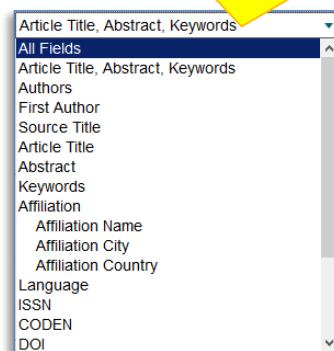 Article Title, Abstract, Keywords
All Fields
Article Title, Abstract, Keywords
Authors
First Author
Source Title
Article Title
Abstract
Keywords
Affiliation
Affiliation Name
Affiliation City
Affiliation Country
Language
ISSN
CODEN
DOI